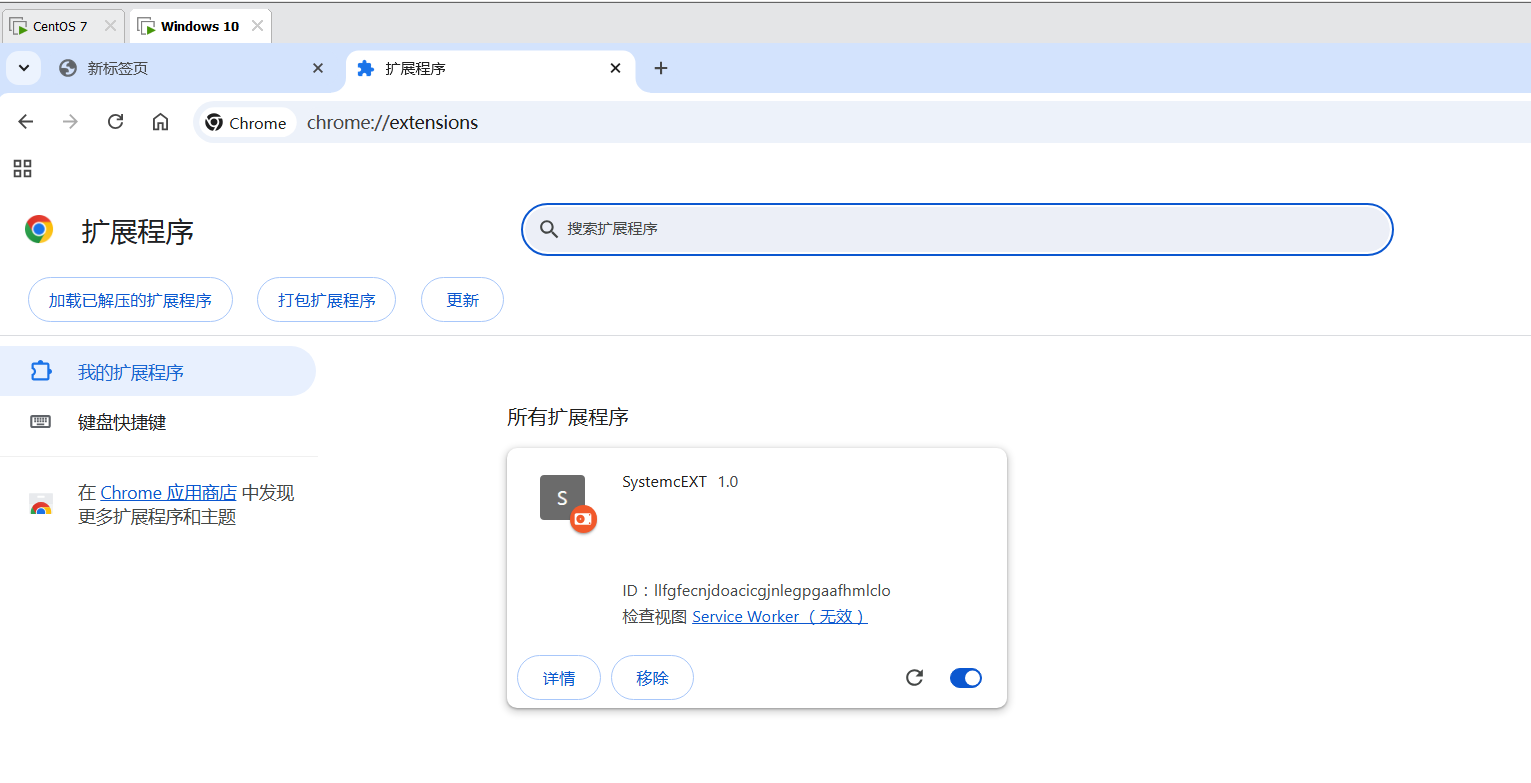 CentOS 7
Windows 10
新标签页
扩展程序
Chrome
chrome://extensions
扩展程序
搜索扩展程序
加载已解压的扩展程序
打包扩展程序
更新
我的扩展程序
键盘快捷键
在 Chrome 应用商店 中发现
更多扩展程序和主题
所有扩展程序
S
SystemcEXT 1.0
ID：llfgfecnjdoacicgjnlegpgaafhmlclo
检查视图 Service Worker（无效）
详情
移除